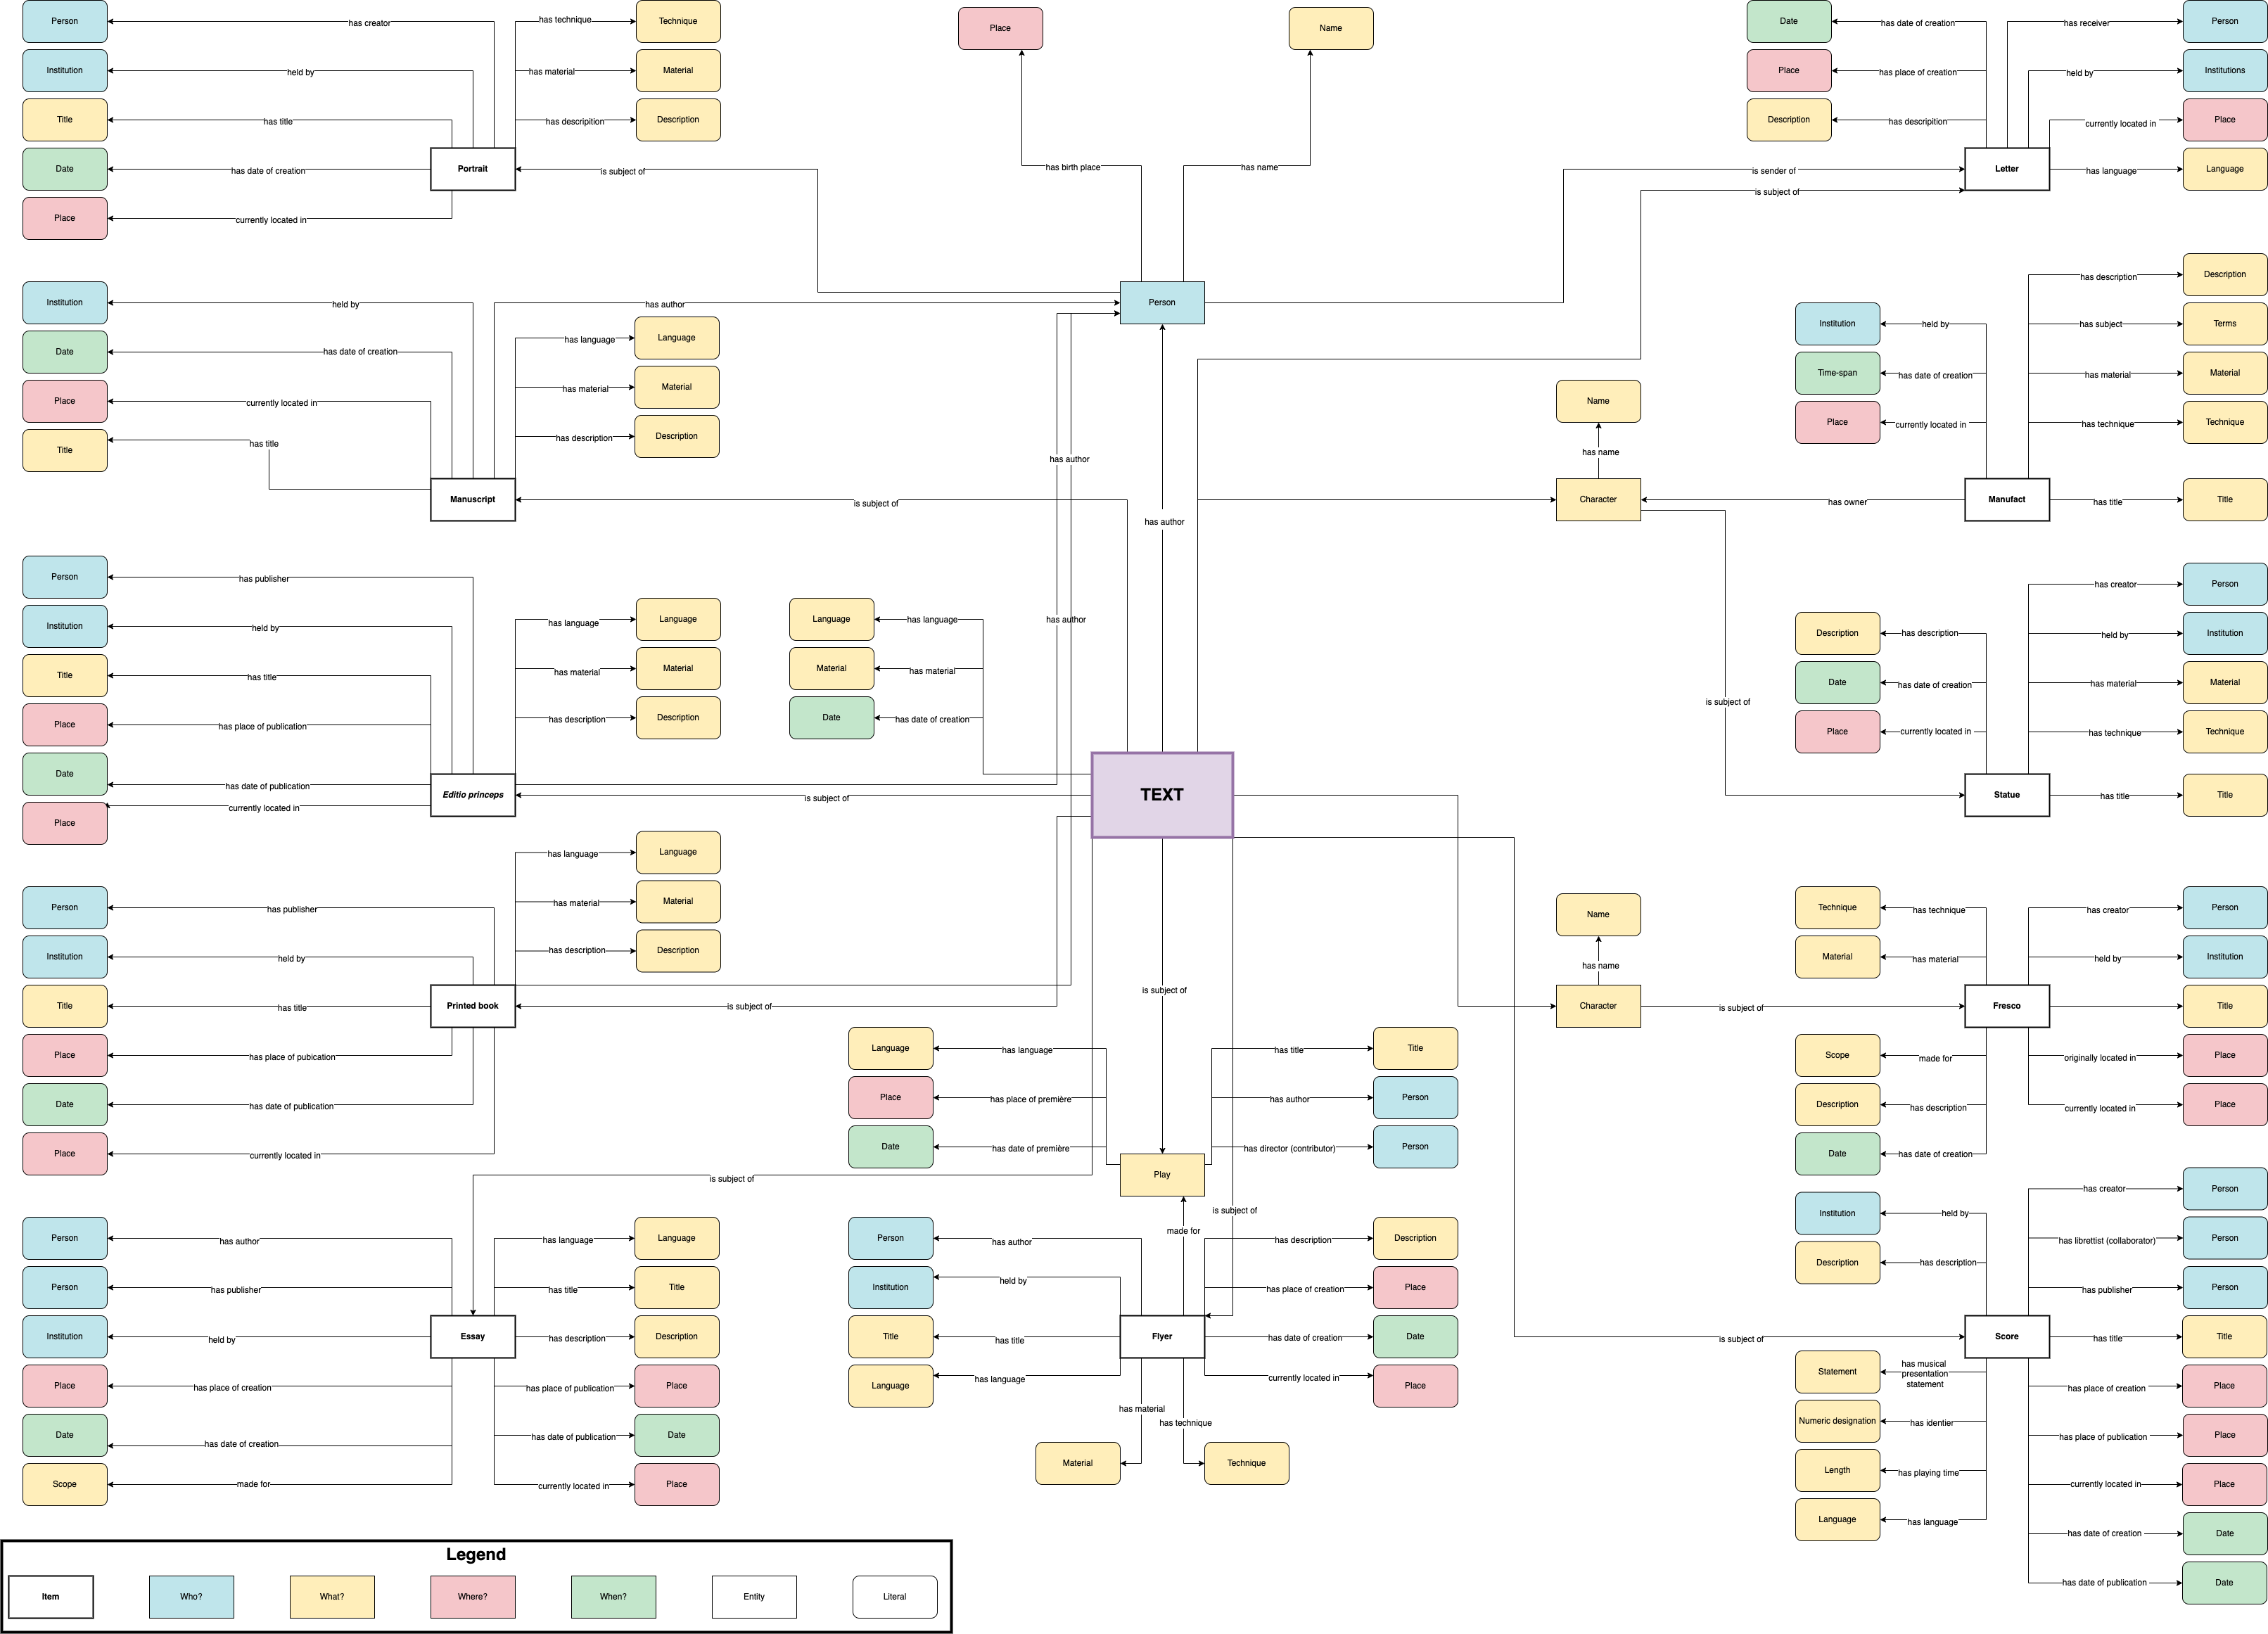 Person
has creator
Institution
held by
Title
has title
Date
has date of creation
Place
currently located in
Portrait
has technique
Technique
has material
Material
has descripition
Description
is subject of
Place
has birth place
Name
has name
Person
Date
has date of creation
Place
has place of creation
Description
has descripition
has receiver
Person
held by
Institutions
currently located in
Place
has language
Language
Letter
is sender of
is subject of
Institution
held by
Date
has date of creation
Place
currently located in
Title
has title
Manuscript
has author
has language
Language
has material
Material
has description
Description
is subject of
has author
has author
has author
Name
has name
Character
has owner
Manufact
Institution
held by
Time-span
has date of creation
Place
currently located in
has description
Description
has subject
Terms
has material
Material
has technique
Technique
has title
Title
is subject of
Person
has publisher
Institution
held by
Title
has title
Place
has place of publication
Date
has date of publication
Place
currently located in
Editio princeps
has language
Language
has material
Material
has description
Description
is subject of
Language
has language
Material
has material
Date
has date of creation
TEXT
Description
has description
Date
has date of creation
Place
currently located in
has creator
Person
held by
Institution
has material
Material
has technique
Technique
has title
Title
Statue
Person
has publisher
Institution
held by
Title
has title
Place
has place of pubication
Date
has date of publication
Place
currently located in
Printed book
has language
Language
has material
Material
has description
Description
is subject of
is subject of
Language
has language
Place
has place of première
Date
has date de première
has title
Title
has author
Person
has director (contributor)
Person
Play
Name
has name
Character
is subject of
Fresco
Technique
has technique
Material
has material
Scope
made for
Description
has description
Date
has date of creation
has creator
Person
held by
Institution
Title
originally located in
Place
currently located in
Place
is subject of
Person
has author
Person
has publisher
Institution
held by
Place
has place of creation
Date
has date of creation
Scope
made for
Essay
has language
Language
has title
Title
has description
Description
has place of publication
Place
has date of publication
Date
currently located in
Place
is subject of
made for
Person
has author
Institution
held by
Title
has title
Language
has language
Flyer
has description
Description
has place of creation
Place
has date of creation
Date
currently located in
Place
has material
Material
has technique
Technique
is subject of
Score
Institution
held by
Description
has description
Statement
has musical
presentation
statement
Numeric designation
has identier
Length
has playing time
Language
has language
has creator
Person
has librettist (collaborator)
Person
has publisher
Person
has title
Title
has place of creation
Place
has place of publication
Place
currently located in
Place
has date of creation
Date
has date of publication
Date
Legend
Item
Who?
What?
Where?
When?
Entity
Literal